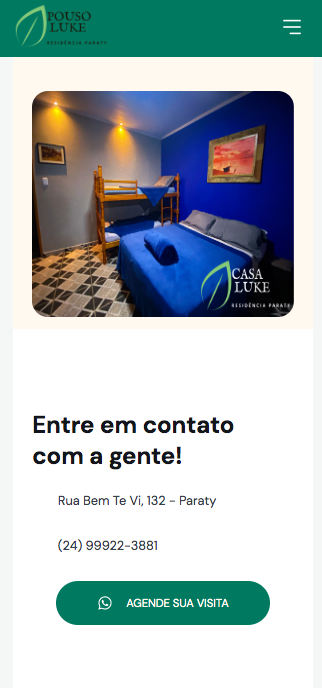 POUSO
LUKE
RESIDÊNCIA PARATY
CASA
LUKE
RESIDÊNCIA PARATY
Entre em contato
com a gente!
Rua Bem Te Vi, 132 - Paraty
(24) 99922-3881
AGENDE SUA VISITA